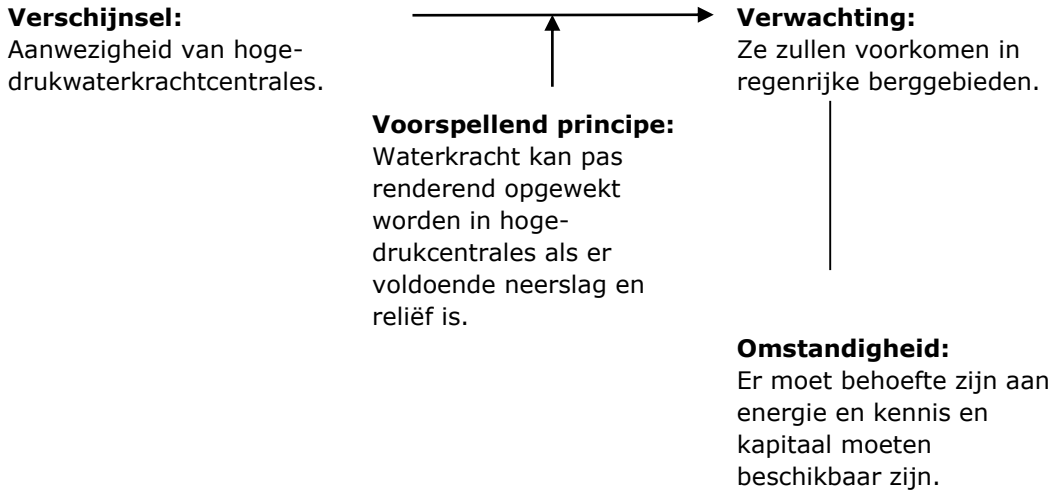 Verschijnsel:
Aanwezigheid van hoge-
drukwaterkrachtcentrales.
Verwachting:
Ze zullen voorkomen in
regenrijke berggebieden.
Voorspellend principe:
Waterkracht kan pas
renderend opgewekt
worden in hoge-
drukcentrales als er
voldoende neerslag en
reliëf is.
Omstandigheid:
Er moet behoefte zijn aan
energie en kennis en
kapitaal moeten
beschikbaar zijn.